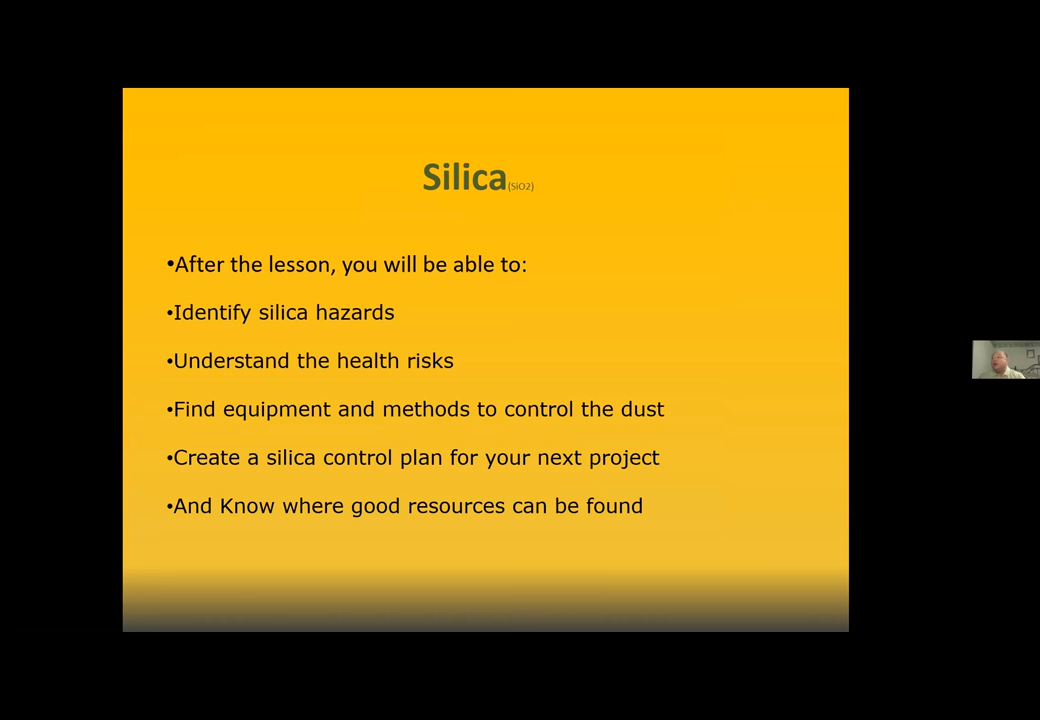 Silica(SiO2)
•After the lesson, you will be able to:
•Identify silica hazards
•Understand the health risks
•Find equipment and methods to control the dust
•Create a silica control plan for your next project
•And Know where good resources can be found